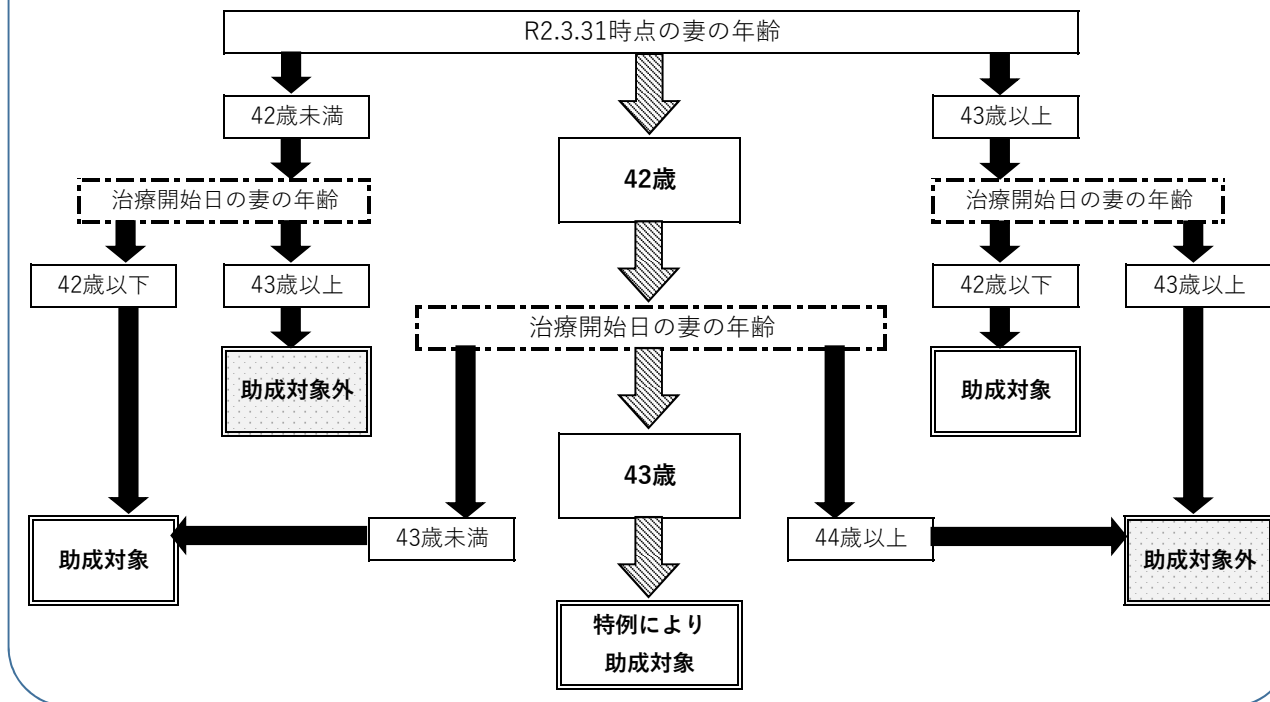 R2.3.31時点の妻の年齢
42歳未満
43歳以上
42歳
治療開始日の妻の年齢
治療開始日の妻の年齢
42歳以下
43歳以上
42歳以下
43歳以上
治療開始日の妻の年齢
助成対象外
助成対象
43歳
43歳未満
44歳以上
助成対象
助成対象外
特例により
助成対象